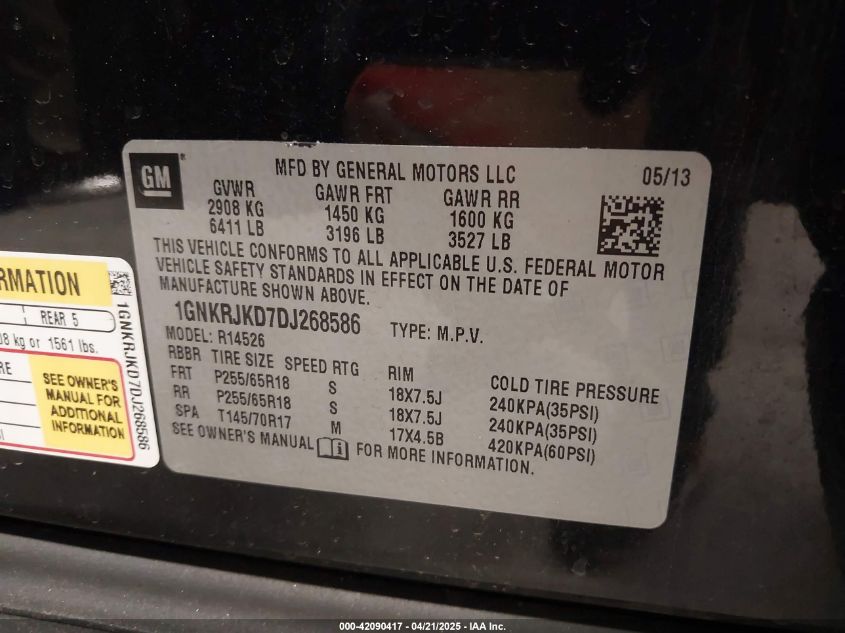 GM
MFD BY GENERAL MOTORS LLC
05/13
GVWR GAWR FRT GAWR RR
2908 KG 1450 KG 1600 KG
6411 LB 3196 LB 3527 LB
THIS VEHICLE CONFORMS TO ALL APPLICABLE U.S. FEDERAL MOTOR
VEHICLE SAFETY STANDARDS IN EFFECT ON THE DATE OF
MANUFACTURE SHOWN ABOVE.
1GNKRJKD7DJ268586 TYPE: M.P.V.
MODEL: R14526
RBBR TIRE SIZE SPEED RTG RIM COLD TIRE PRESSURE
FRT P255/65R18 S 18X7.5J 240KPA(35PSI)
RR P255/65R18 S 18X7.5J 240KPA(35PSI)
SPA T145/70R17 M 17X4.5B 420KPA(60PSI)
SEE OWNER'S MANUAL FOR MORE INFORMATION.
REAR 5
kg or 1561 lbs.
SEE OWNER'S
MANUAL FOR
ADDITIONAL
INFORMATION
1GNKRJKD7DJ268586
000-42090417 - 04/21/2025 - IAA Inc.